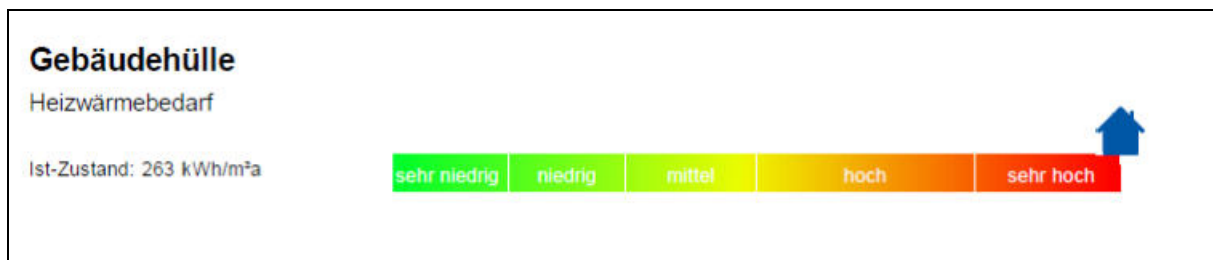 Gebäudehülle
Heizwärmebedarf
Ist-Zustand: 263 kWh/m²a
sehr niedrig niedrig mittel hoch sehr hoch